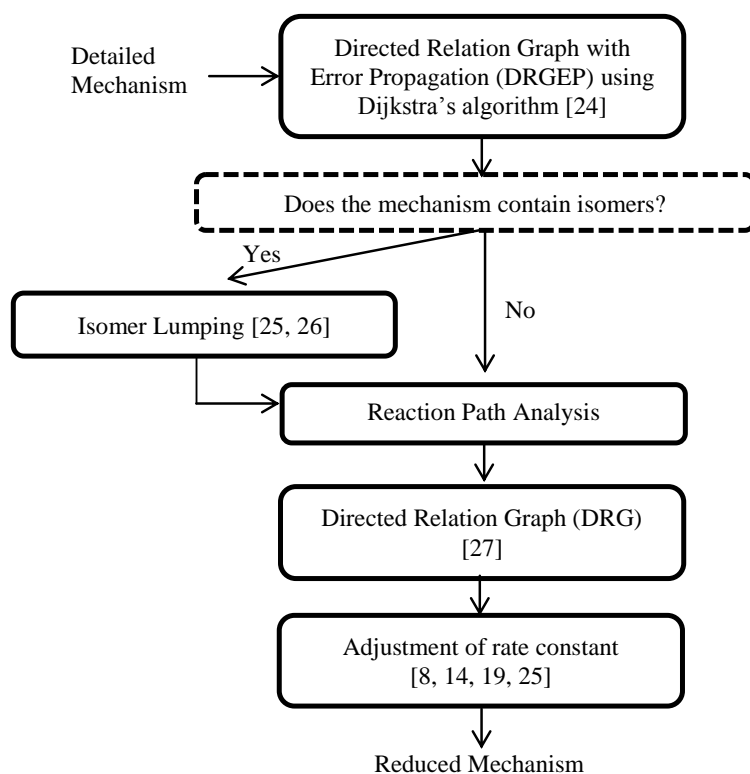 Detailed
Mechanism
Directed Relation Graph with
Error Propagation (DRGEP) using
Dijkstra’s algorithm [24]
Does the mechanism contain isomers?
Yes
No
Isomer Lumping [25, 26]
Reaction Path Analysis
Directed Relation Graph (DRG)
[27]
Adjustment of rate constant
[8, 14, 19, 25]
Reduced Mechanism